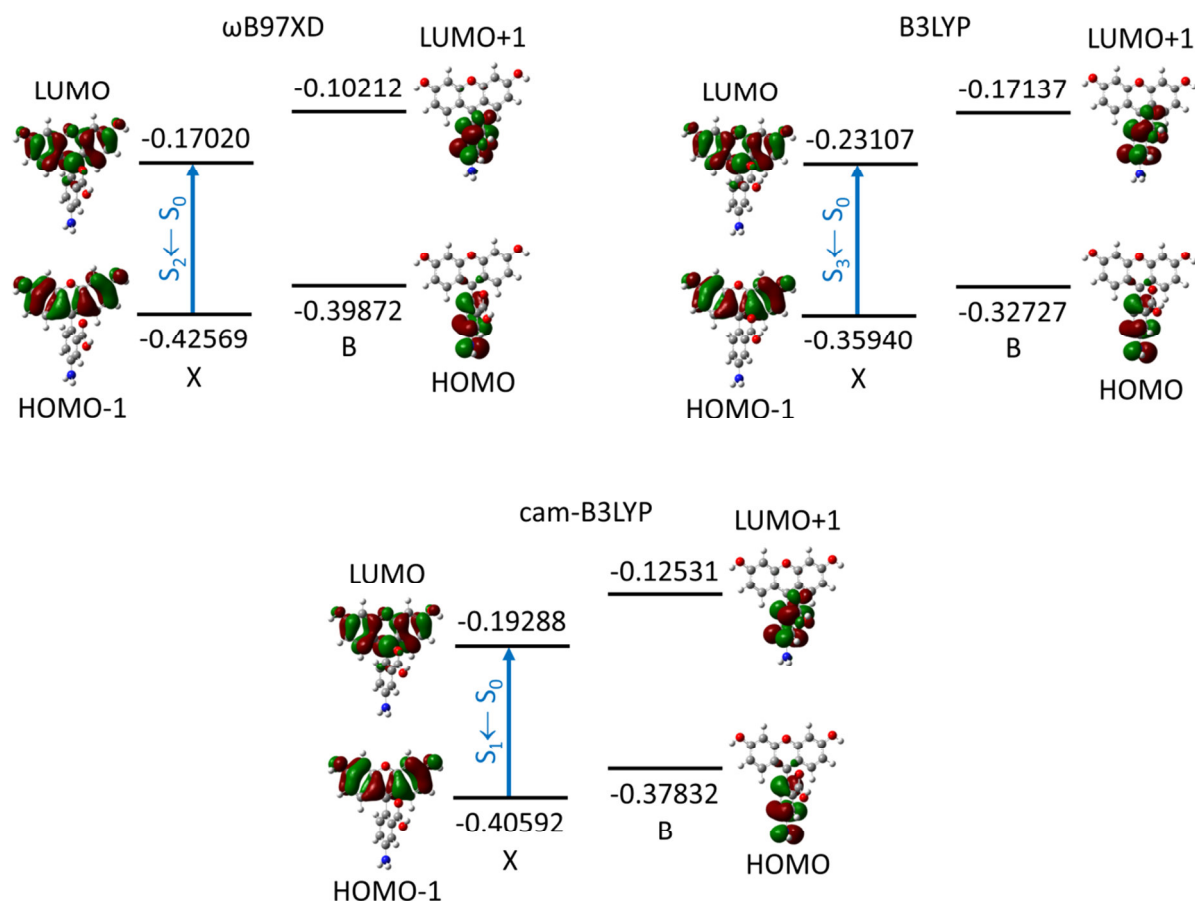 ωB97XD
LUMO+1
LUMO
-0.10212
-0.17020
S₂← S₀
-0.39872
-0.42569
B
X
HOMO
HOMO-1
B3LYP
LUMO+1
LUMO
-0.17137
-0.23107
S₃← S₀
-0.32727
-0.35940
B
X
HOMO
HOMO-1
cam-B3LYP
LUMO+1
LUMO
-0.12531
-0.19288
S₁← S₀
-0.37832
-0.40592
B
X
HOMO
HOMO-1